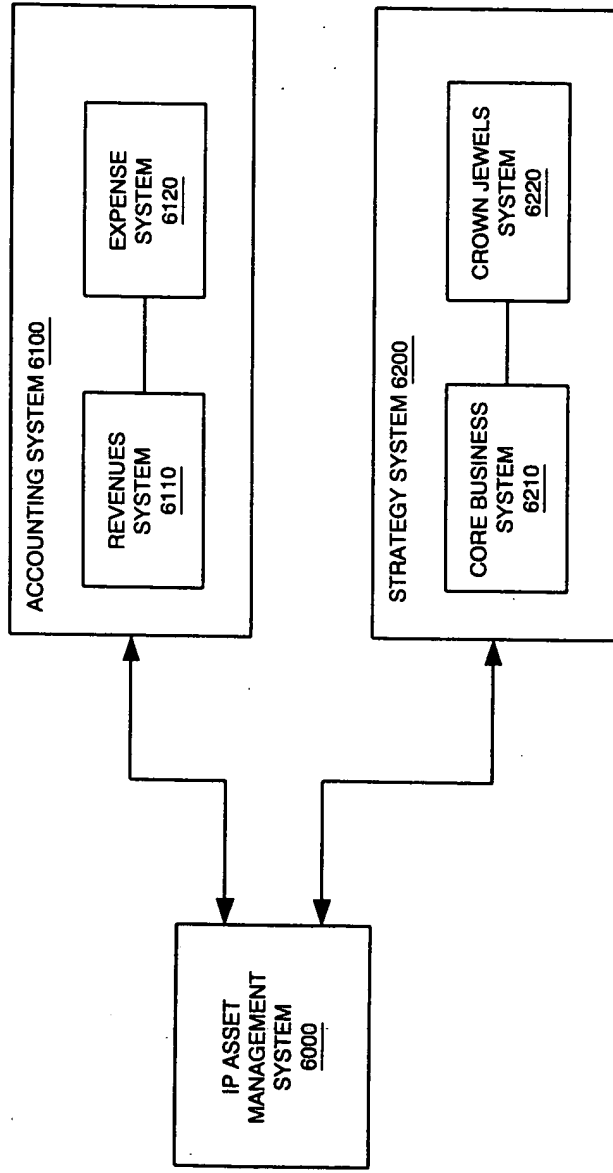 ACCOUNTING SYSTEM 6100
REVENUES
SYSTEM
6110
EXPENSE
SYSTEM
6120
IP ASSET
MANAGEMENT
SYSTEM
6000
STRATEGY SYSTEM 6200
CORE BUSINESS
SYSTEM
6210
CROWN JEWELS
SYSTEM
6220